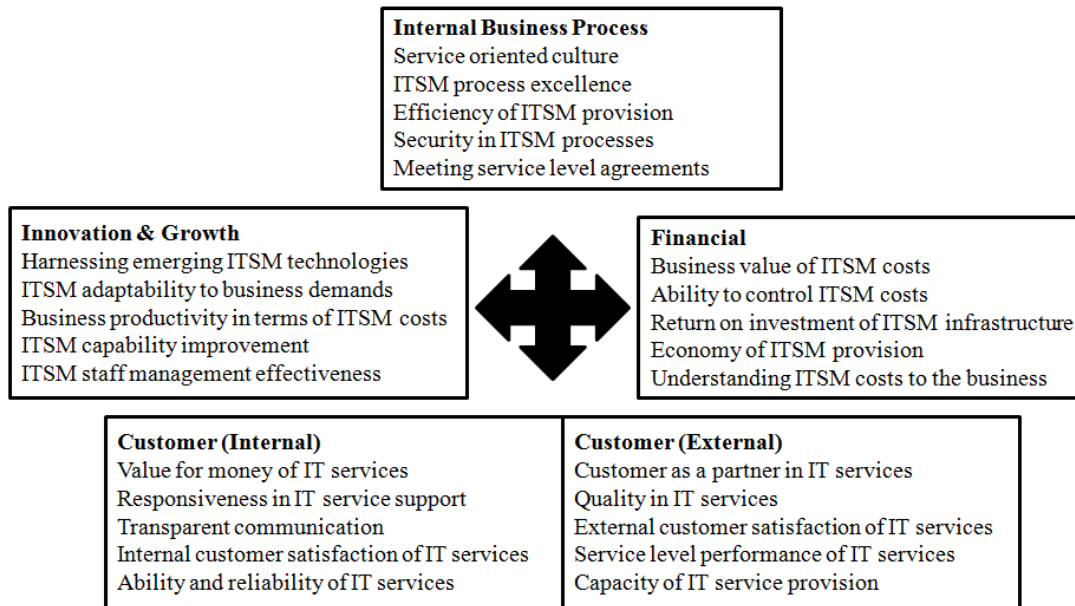 Internal Business Process
Service oriented culture
ITSM process excellence
Efficiency of ITSM provision
Security in ITSM processes
Meeting service level agreements
Innovation & Growth
Harnessing emerging ITSM technologies
ITSM adaptability to business demands
Business productivity in terms of ITSM costs
ITSM capability improvement
ITSM staff management effectiveness
Financial
Business value of ITSM costs
Ability to control ITSM costs
Return on investment of ITSM infrastructure
Economy of ITSM provision
Understanding ITSM costs to the business
Customer (Internal)
Value for money of IT services
Responsiveness in IT service support
Transparent communication
Internal customer satisfaction of IT services
Ability and reliability of IT services
Customer (External)
Customer as a partner in IT services
Quality in IT services
External customer satisfaction of IT services
Service level performance of IT services
Capacity of IT service provision